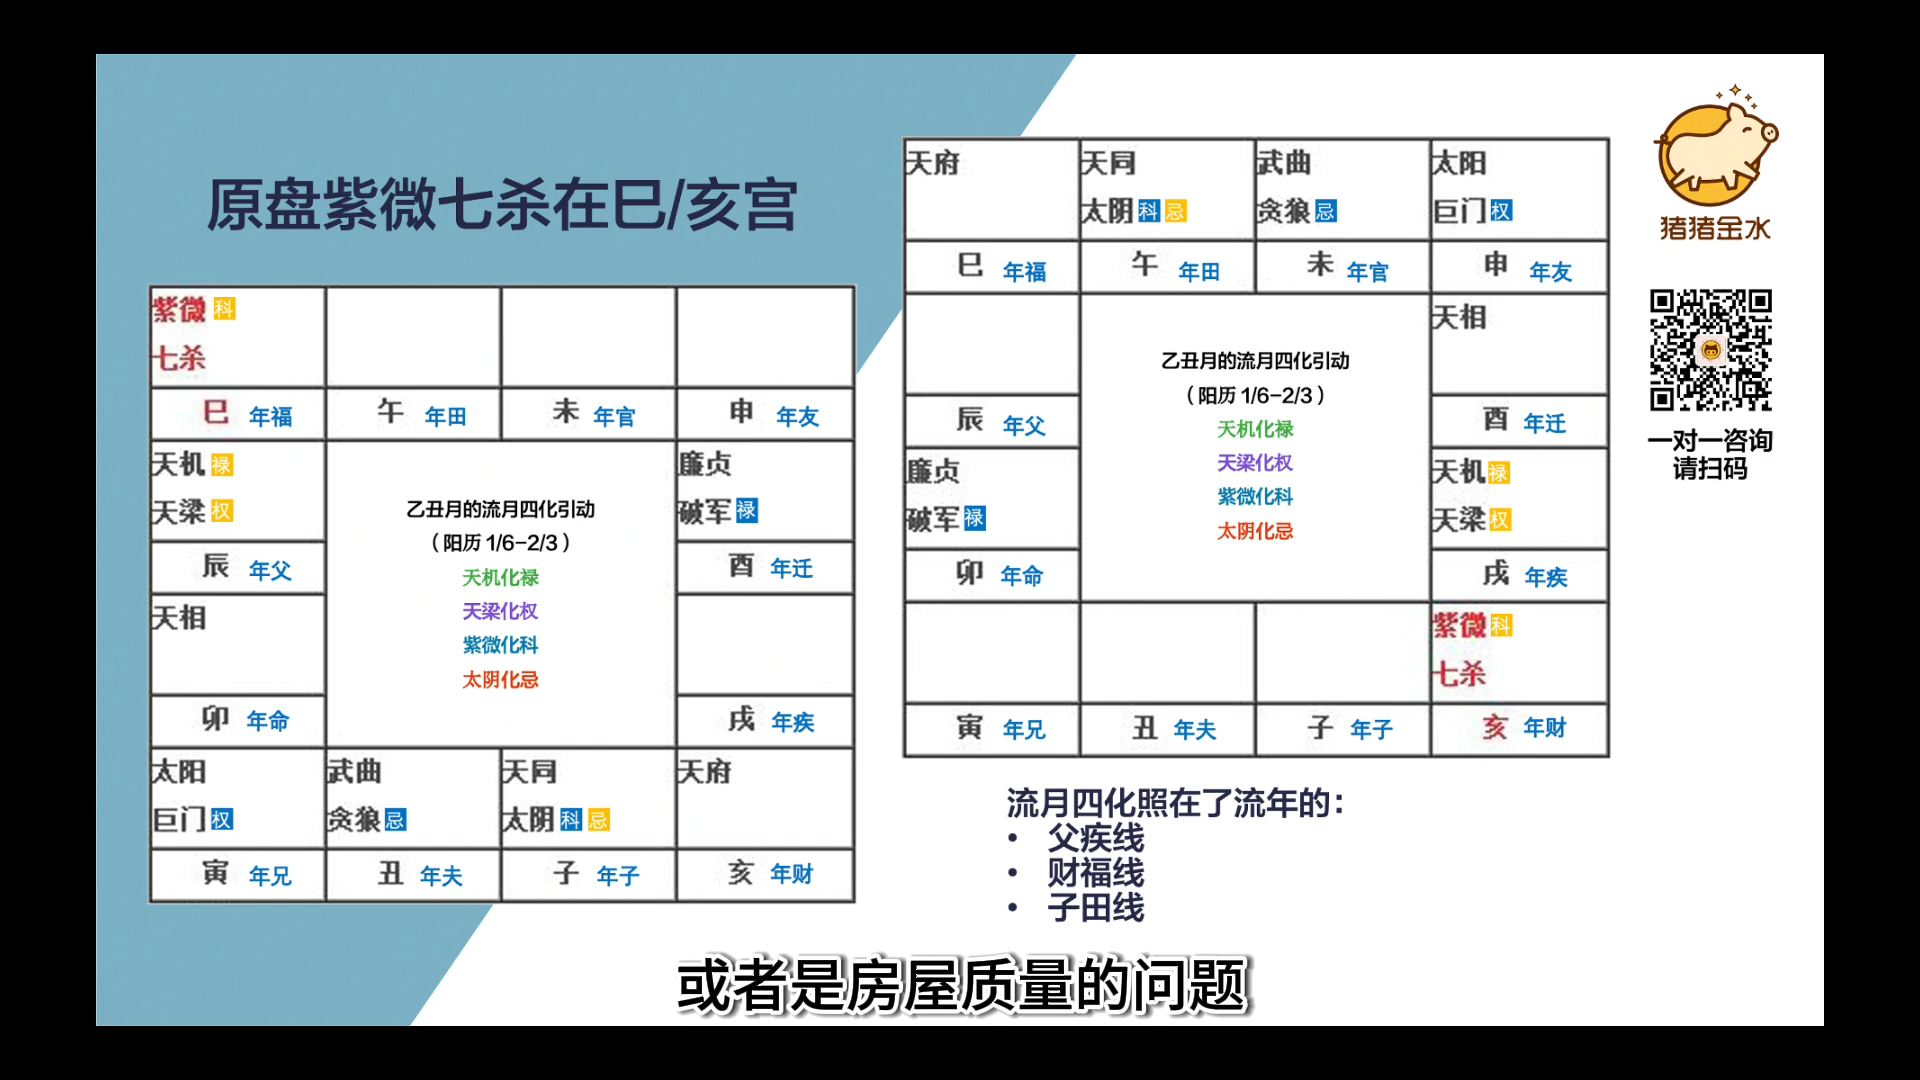 原盘紫微七杀在巳/亥宫
紫微 科
七杀
巳 年福
午 年田
未 年官
申 年友
天机 禄
天梁 权
辰 年父
廉贞
破军 禄
酉 年迁
天相
卯 年命
戌 年疾
太阳
巨门 权
寅 年兄
武曲
贪狼 忌
丑 年夫
天同
太阴 科 忌
子 年子
天府
亥 年财
乙丑月的流月四化引动
（阳历 1/6-2/3）
天机化禄
天梁化权
紫微化科
太阴化忌
天府
巳 年福
天同
太阴 科 忌
午 年田
武曲
贪狼 忌
未 年官
太阳
巨门 权
申 年友
辰 年父
天相
酉 年迁
廉贞
破军 禄
卯 年命
天机 禄
天梁 权
戌 年疾
寅 年兄
丑 年夫
子 年子
紫微 科
七杀
亥 年财
乙丑月的流月四化引动
（阳历 1/6-2/3）
天机化禄
天梁化权
紫微化科
太阴化忌
流月四化照在了流年的：
• 父疾线
• 财福线
• 子田线
猪猪金水
一对一咨询
请扫码
或者是房屋质量的问题